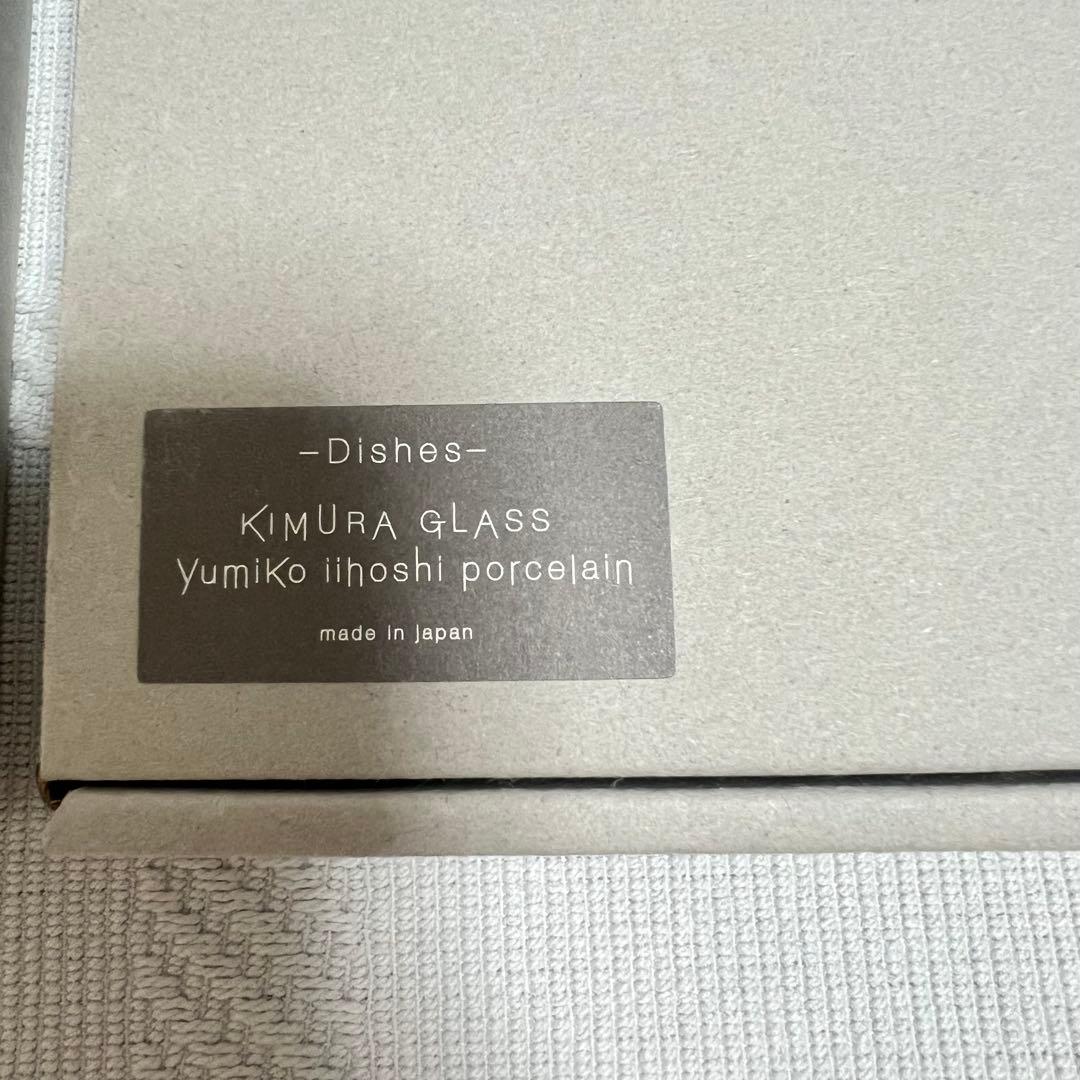 –Dishes–
KIMURA GLASS
yumiko iihoshi porcelain
made in japan